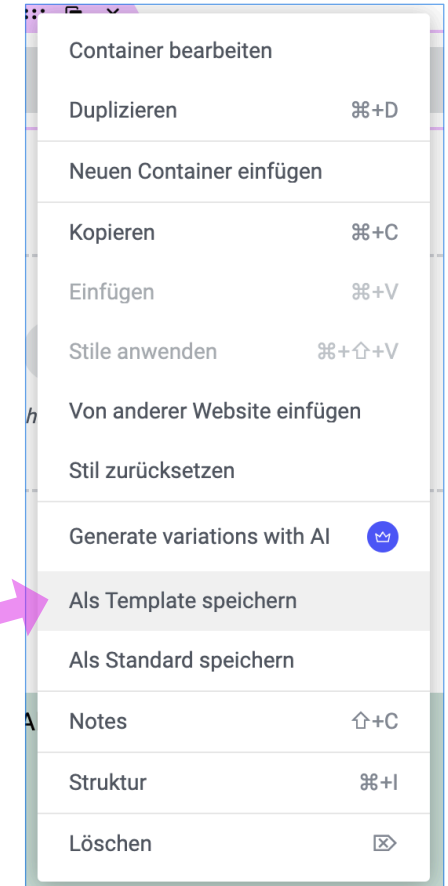 Container bearbeiten
Duplizieren ⌘+D
Neuen Container einfügen
Kopieren ⌘+C
Einfügen ⌘+V
Stile anwenden ⌘+⇧+V
Von anderer Website einfügen
h
Stil zurücksetzen
Generate variations with AI
Als Template speichern
Als Standard speichern
A
Notes ⇧+C
Struktur ⌘+I
Löschen ⌦